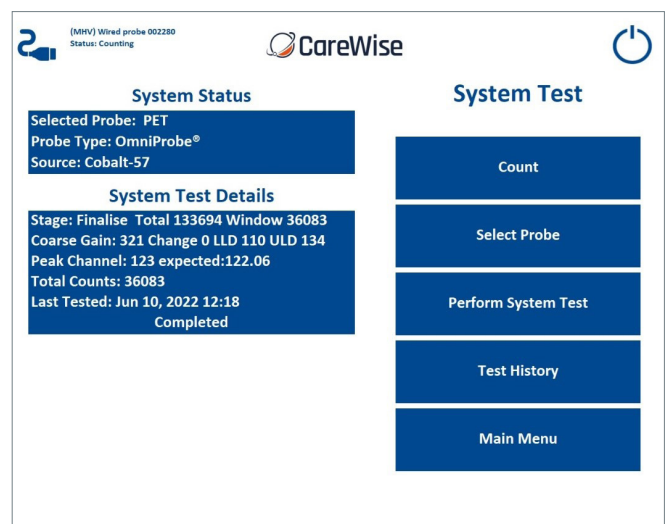 (MHV) Wired probe 002280
Status: Counting
CareWise
System Status
Selected Probe: PET
Probe Type: OmniProbe®
Source: Cobalt-57
System Test Details
Stage: Finalise Total 133694 Window 36083
Coarse Gain: 321 Change 0 LLD 110 ULD 134
Peak Channel: 123 expected:122.06
Total Counts: 36083
Last Tested: Jun 10, 2022 12:18
Completed
System Test
Count
Select Probe
Perform System Test
Test History
Main Menu